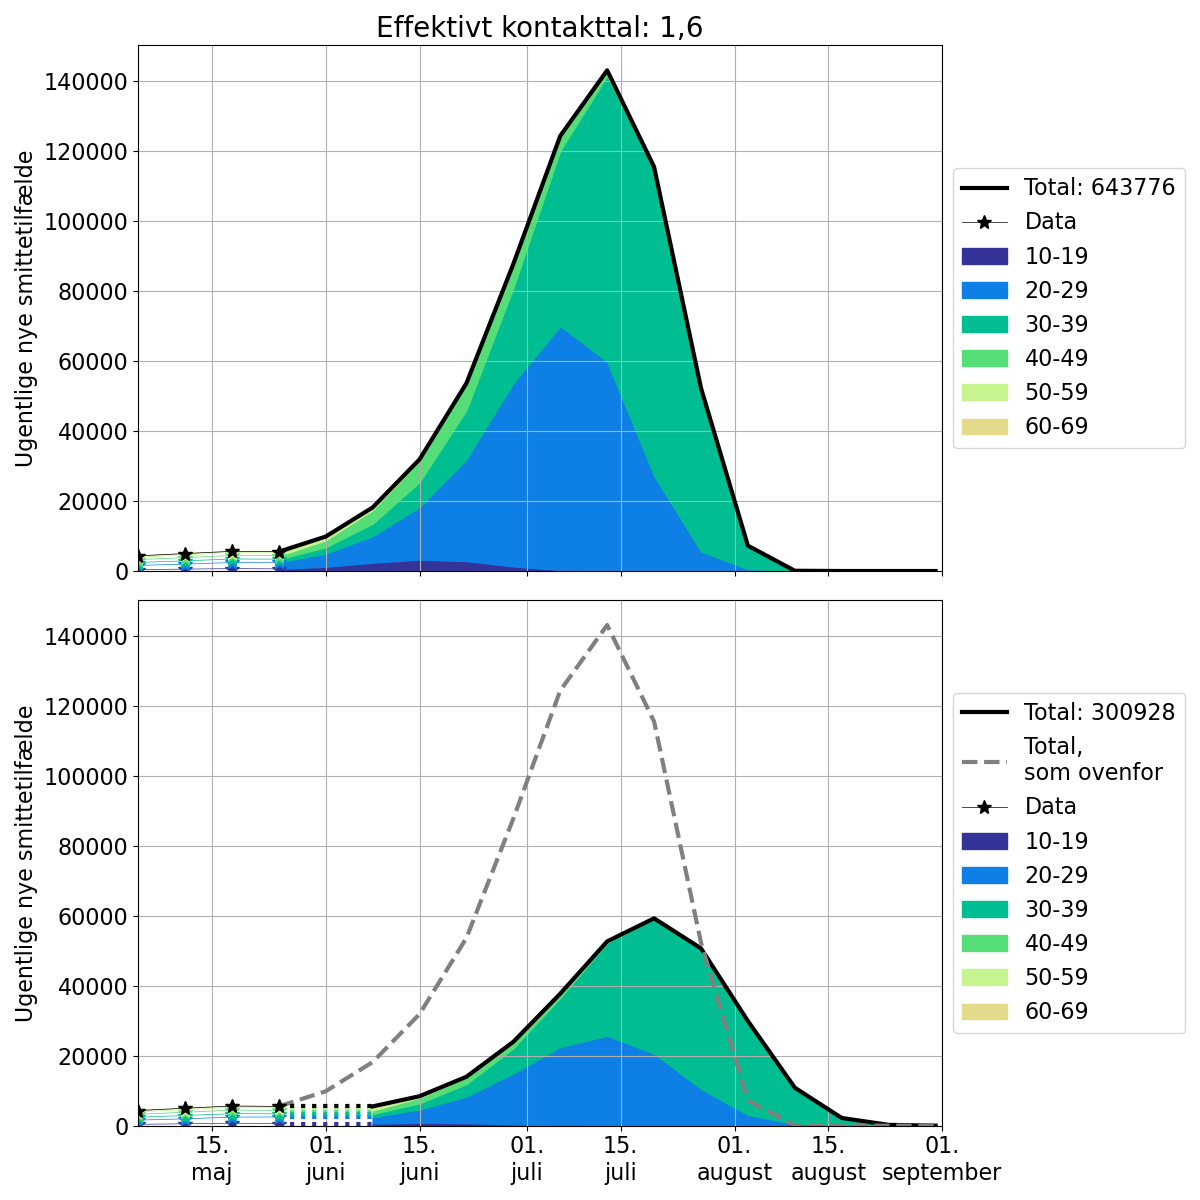 Effektivt kontakttal: 1,6
Ugentlige nye smittetilfælde
140000
120000
100000
80000
60000
40000
20000
0
Total: 643776
Data
10-19
20-29
30-39
40-49
50-59
60-69
Ugentlige nye smittetilfælde
140000
120000
100000
80000
60000
40000
20000
0
15. 01. 15. 01. 15. 01. 15. 01.
maj juni juni juli juli august august september
Total: 300928
Total,
som ovenfor
Data
10-19
20-29
30-39
40-49
50-59
60-69